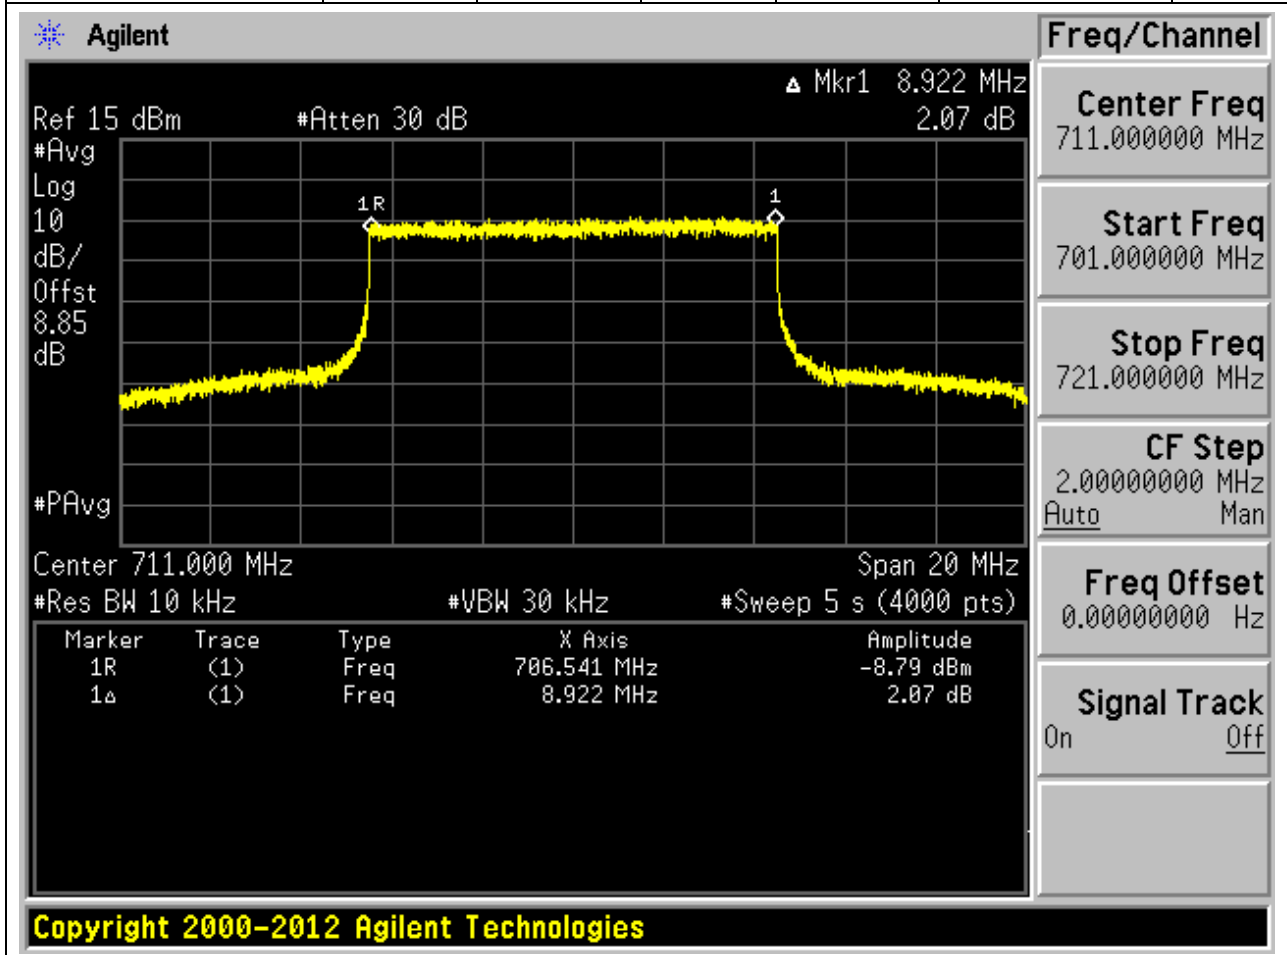 Agilent
Freq/Channel
Δ Mkr1 8.922 MHz
Ref 15 dBm #Atten 30 dB 2.07 dB
#Avg
Log
10
dB/
Offst
8.85
dB
1R
1
#PAvg
Center 711.000 MHz Span 20 MHz
#Res BW 10 kHz #VBW 30 kHz #Sweep 5 s (4000 pts)
Marker Trace Type X Axis Amplitude
1R (1) Freq 706.541 MHz -8.79 dBm
1Δ (1) Freq 8.922 MHz 2.07 dB
Center Freq
711.000000 MHz
Start Freq
701.000000 MHz
Stop Freq
721.000000 MHz
CF Step
2.00000000 MHz
Auto Man
Freq Offset
0.00000000 Hz
Signal Track
On Off
Copyright 2000-2012 Agilent Technologies